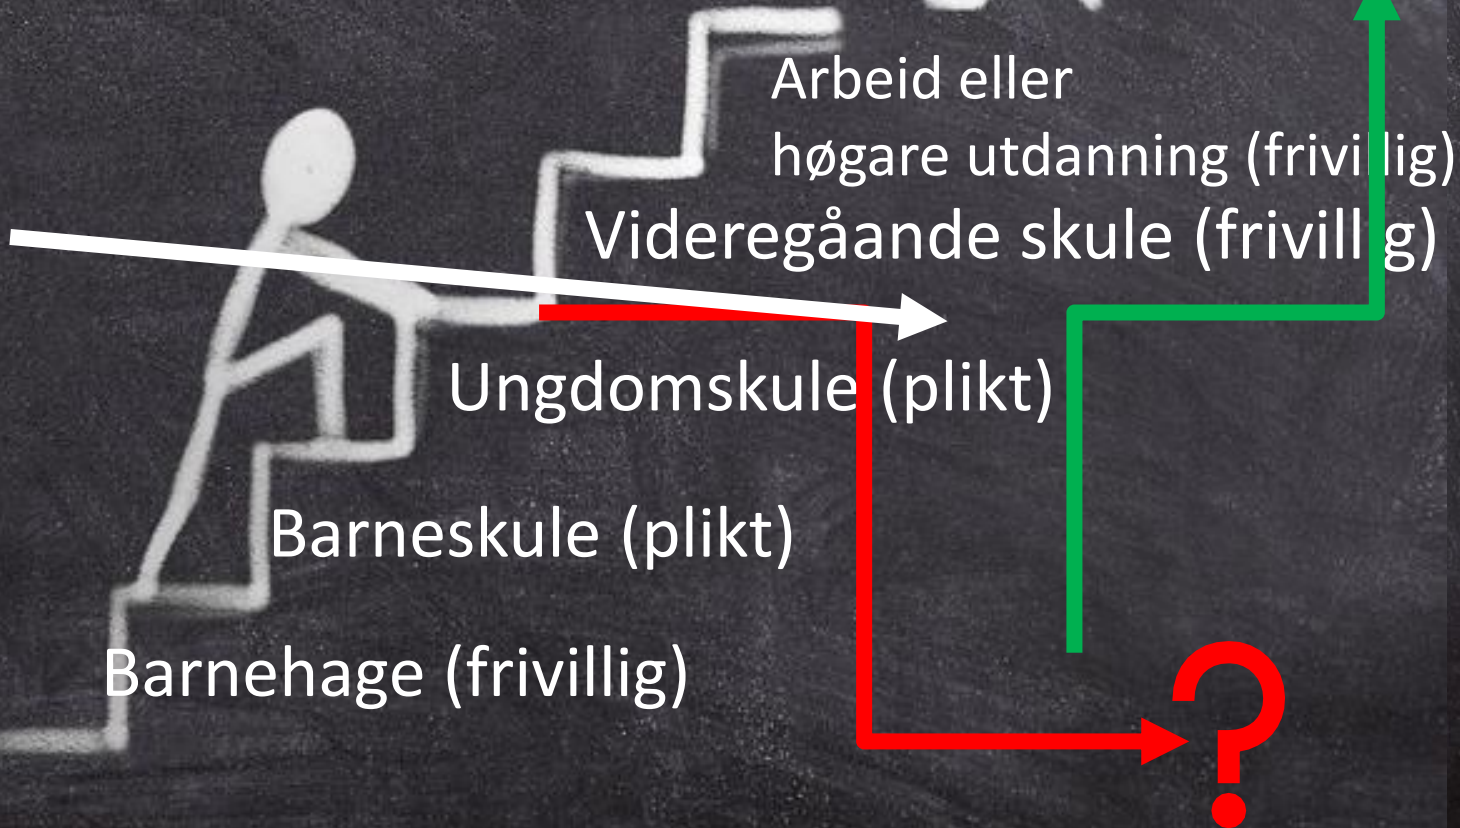 Arbeid eller
høgare utdanning (frivillig)
Videregåande skule (frivillig)
Ungdomskule (plikt)
Barneskule (plikt)
Barnehage (frivillig)
?